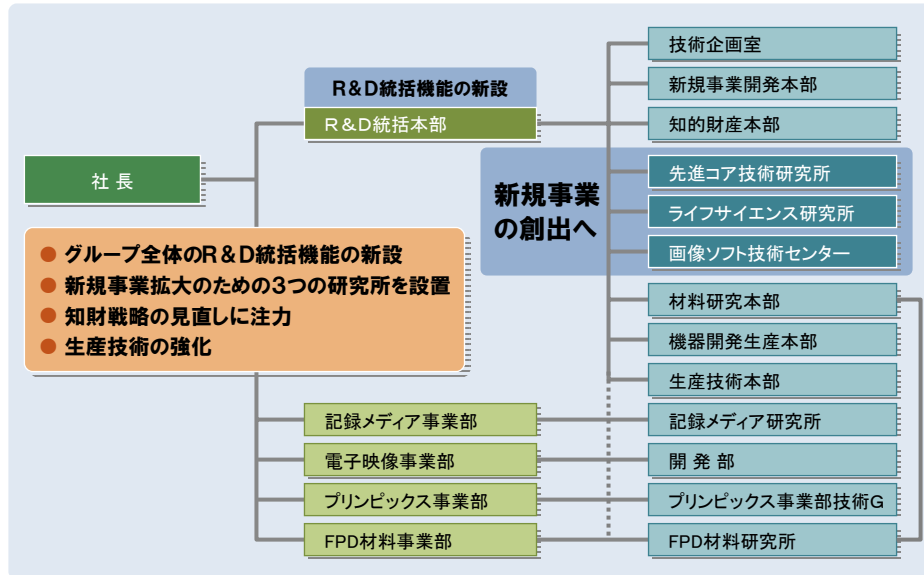 社 長
R&D統括機能の新設
R&D統括本部
技術企画室
新規事業開発本部
知的財産本部
新規事業
の創出へ
先進コア技術研究所
ライフサイエンス研究所
画像ソフト技術センター
● グループ全体のR&D統括機能の新設
● 新規事業拡大のための3つの研究所を設置
● 知財戦略の見直しに注力
● 生産技術の強化
材料研究本部
機器開発生産本部
生産技術本部
記録メディア事業部
記録メディア研究所
電子映像事業部
開 発 部
プリンピックス事業部
プリンピックス事業部技術G
FPD材料事業部
FPD材料研究所